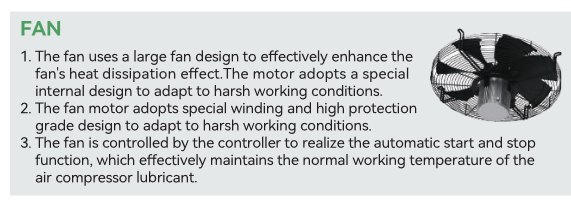 FAN
1. The fan uses a large fan design to effectively enhance the
fan's heat dissipation effect.The motor adopts a special
internal design to adapt to harsh working conditions.
2. The fan motor adopts special winding and high protection
grade design to adapt to harsh working conditions.
3. The fan is controlled by the controller to realize the automatic start and stop
function, which effectively maintains the normal working temperature of the
air compressor lubricant.